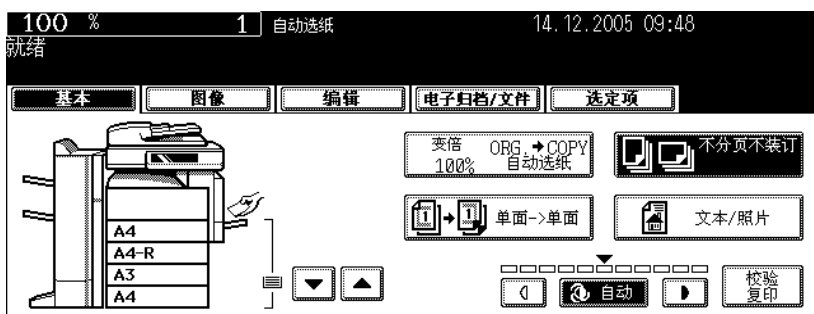 100 % 1 自动选纸 14.12.2005 09:48
就绪
基本 图像 编辑 电子归档/文件 选定项
变倍 ORG.➔COPY 不分页不装订
100% 自动选纸
1➔1 单面->单面 文本/照片
A4
A4-R
A3
A4
自动 校验
复印